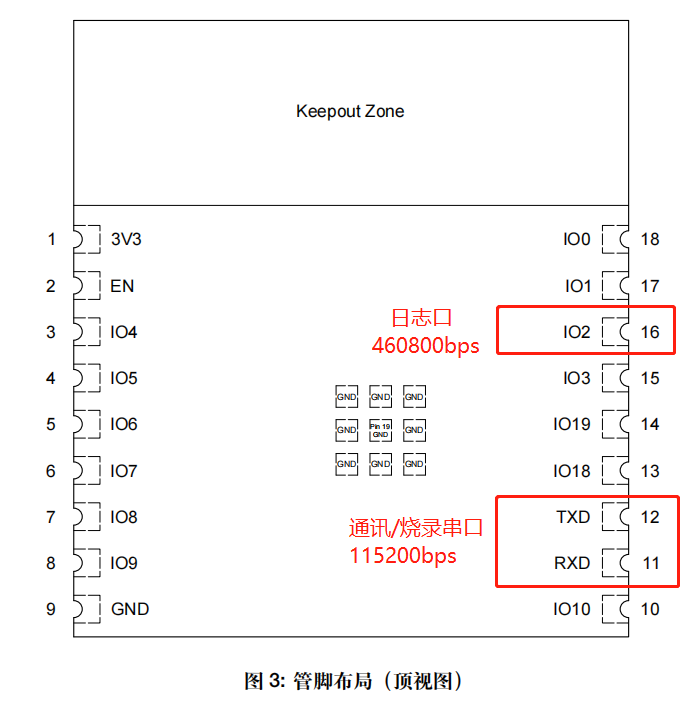 Keepout Zone
1 3V3
IO0 18
2 EN
IO1 17
日志口
460800bps
3 IO4
IO2 16
4 IO5
IO3 15
GND GND GND
5 IO6
GND Pin 19 GND GND
IO19 14
6 IO7
GND GND GND
IO18 13
7 IO8
通讯/烧录串口
115200bps
TXD 12
8 IO9
RXD 11
9 GND
IO10 10
图 3: 管脚布局（顶视图）